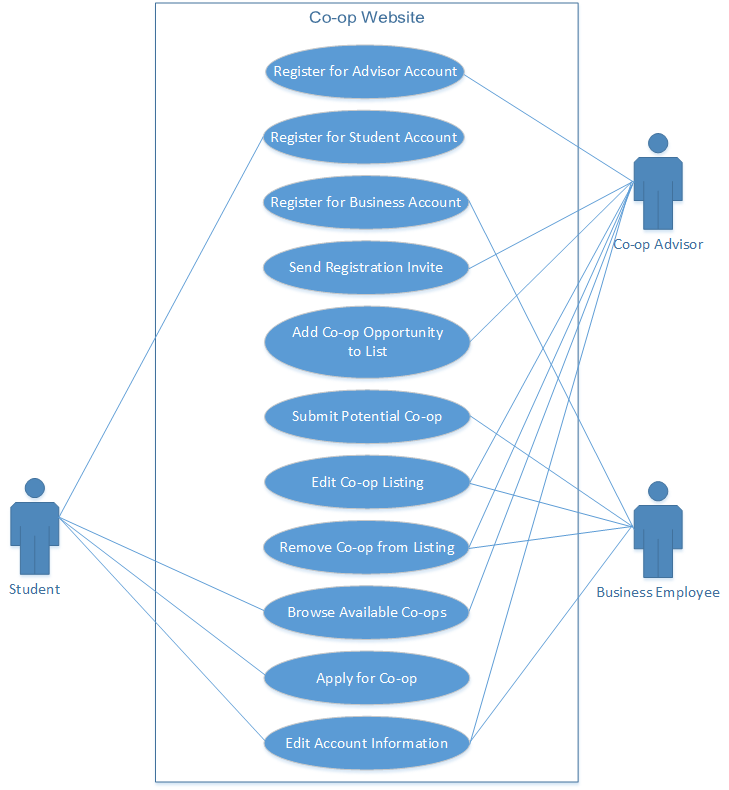 Co-op Website
Register for Advisor Account
Register for Student Account
Register for Business Account
Co-op Advisor
Send Registration Invite
Add Co-op Opportunity
to List
Submit Potential Co-op
Edit Co-op Listing
Remove Co-op from Listing
Student
Business Employee
Browse Available Co-ops
Apply for Co-op
Edit Account Information